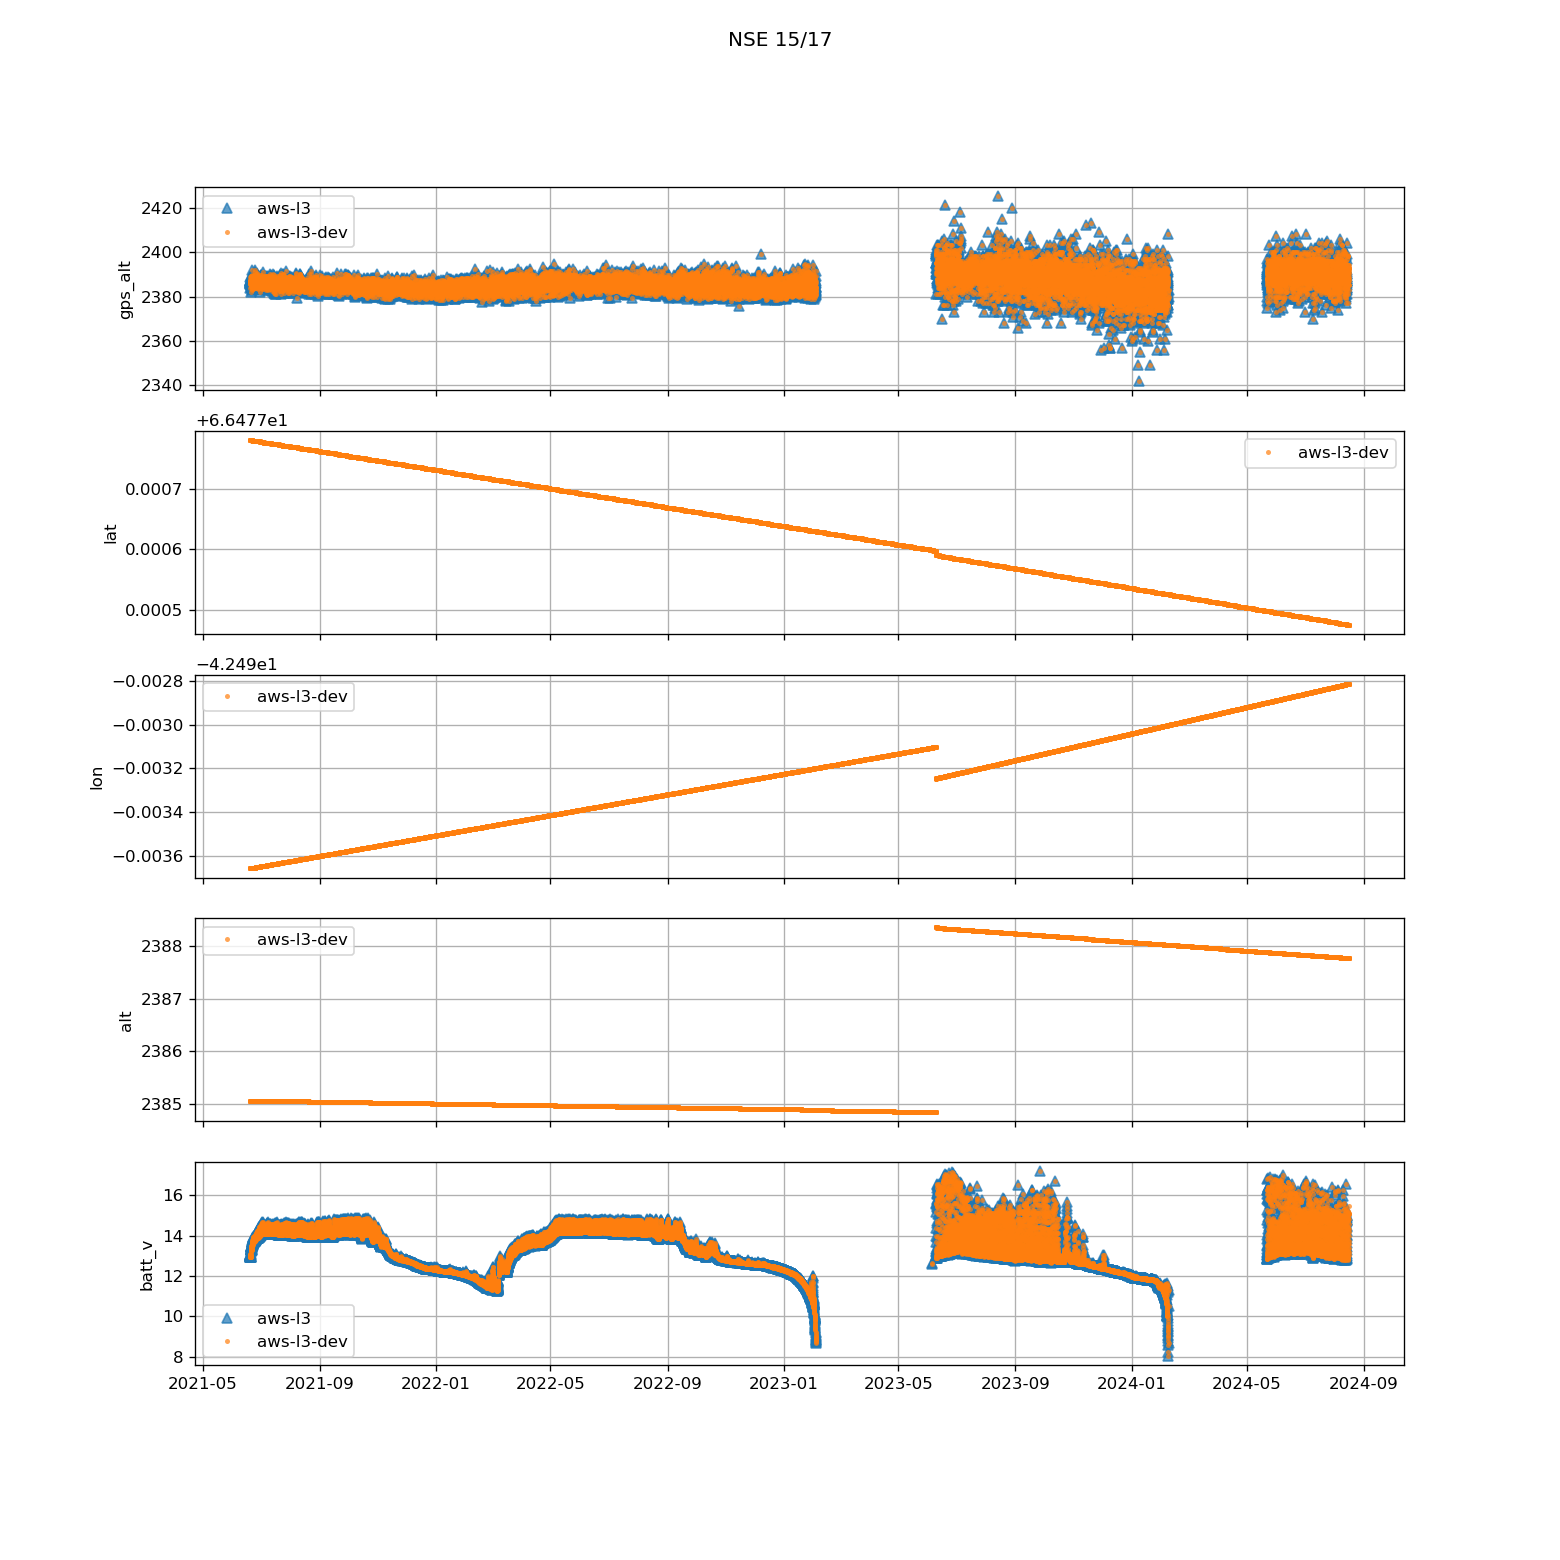 NSE 15/17
aws-l3
aws-l3-dev
gps_alt
2420
2400
2380
2360
2340
+6.6477e1
aws-l3-dev
lat
0.0007
0.0006
0.0005
−4.249e1
aws-l3-dev
lon
−0.0028
−0.0030
−0.0032
−0.0034
−0.0036
aws-l3-dev
alt
2388
2387
2386
2385
batt_v
16
14
12
10
8
aws-l3
aws-l3-dev
2021-05 2021-09 2022-01 2022-05 2022-09 2023-01 2023-05 2023-09 2024-01 2024-05 2024-09